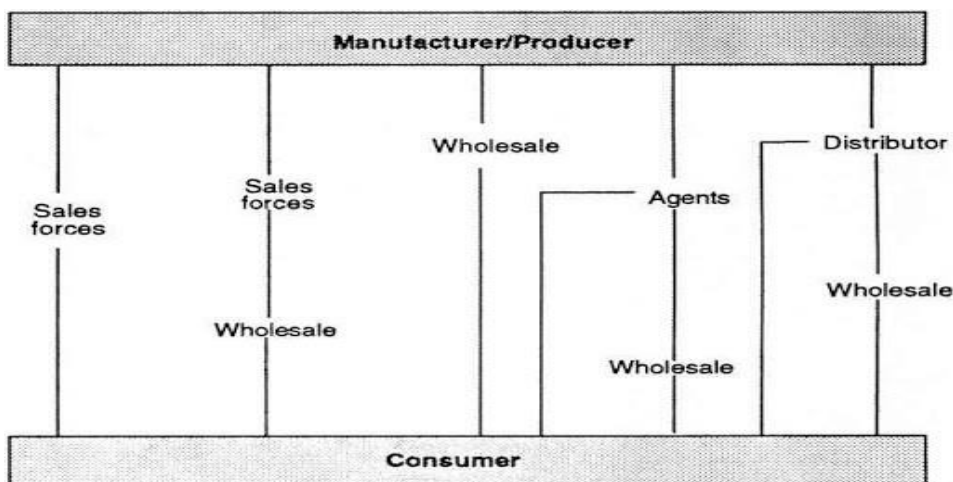 Manufacturer/Producer
Wholesale
Distributor
Sales
forces
Sales
forces
Agents
Wholesale
Wholesale
Wholesale
Consumer